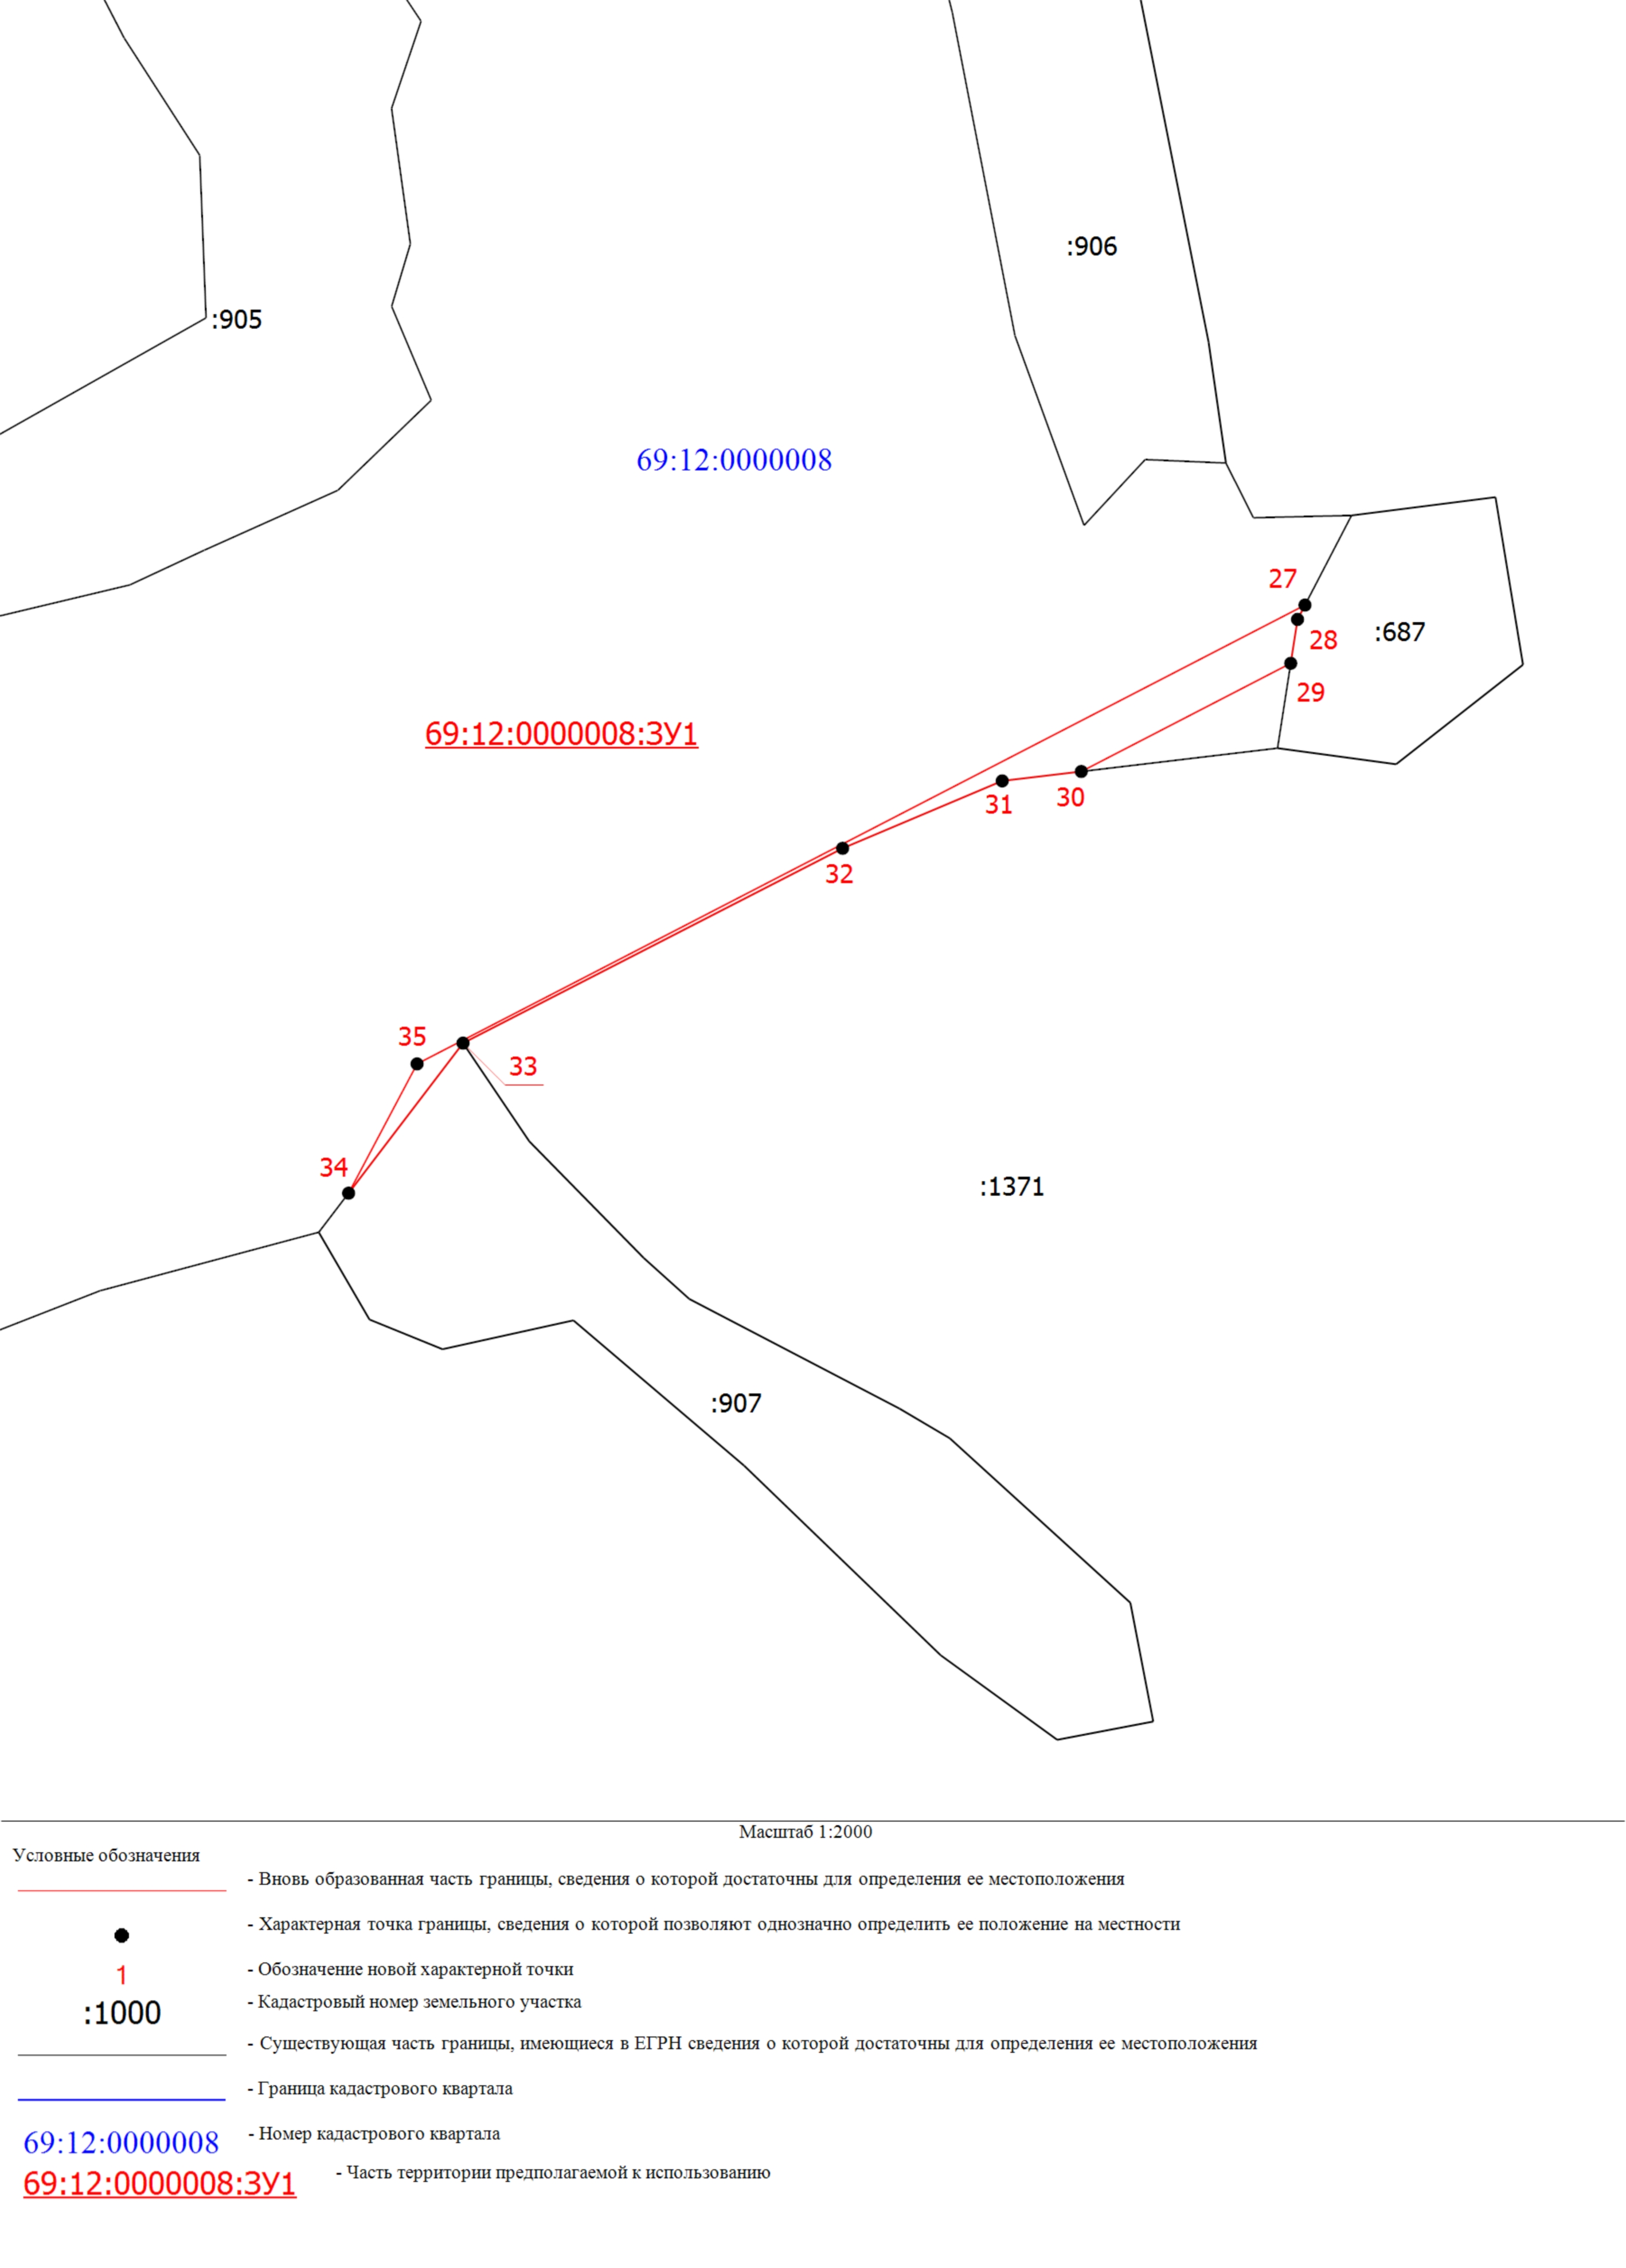 :906
:905
69:12:0000008
27
28
:687
29
69:12:0000008:ЗУ1
31
30
32
35
33
34
:1371
:907
Масштаб 1:2000
Условные обозначения
- Вновь образованная часть границы, сведения о которой достаточны для определения ее местоположения
- Характерная точка границы, сведения о которой позволяют однозначно определить ее положение на местности
1 - Обозначение новой характерной точки
:1000 - Кадастровый номер земельного участка
- Существующая часть границы, имеющиеся в ЕГРН сведения о которой достаточны для определения ее местоположения
- Граница кадастрового квартала
69:12:0000008 - Номер кадастрового квартала
69:12:0000008:ЗУ1 - Часть территории предполагаемой к использованию